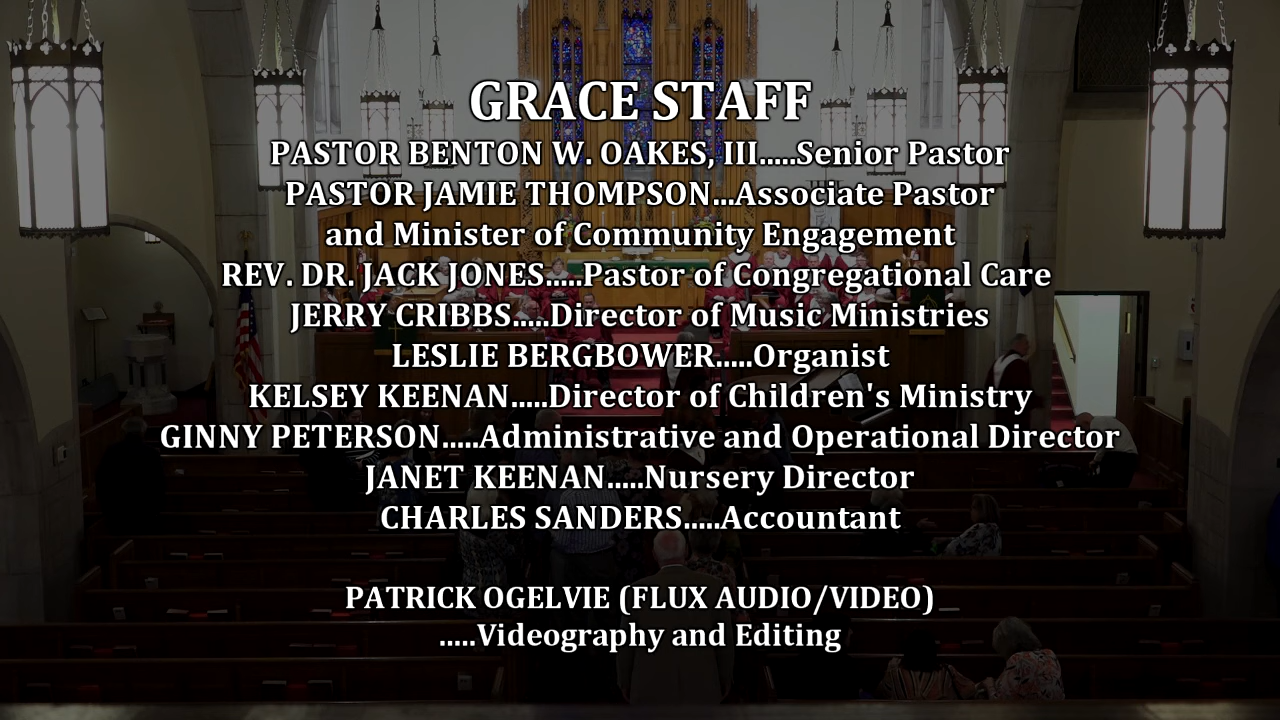 GRACE STAFF
PASTOR BENTON W. OAKES, III.....Senior Pastor
PASTOR JAMIE THOMPSON...Associate Pastor
and Minister of Community Engagement
REV. DR. JACK JONES.....Pastor of Congregational Care
JERRY CRIBBS.....Director of Music Ministries
LESLIE BERGBOWER.....Organist
KELSEY KEENAN.....Director of Children's Ministry
GINNY PETERSON.....Administrative and Operational Director
JANET KEENAN.....Nursery Director
CHARLES SANDERS.....Accountant
PATRICK OGELVIE (FLUX AUDIO/VIDEO)
.....Videography and Editing